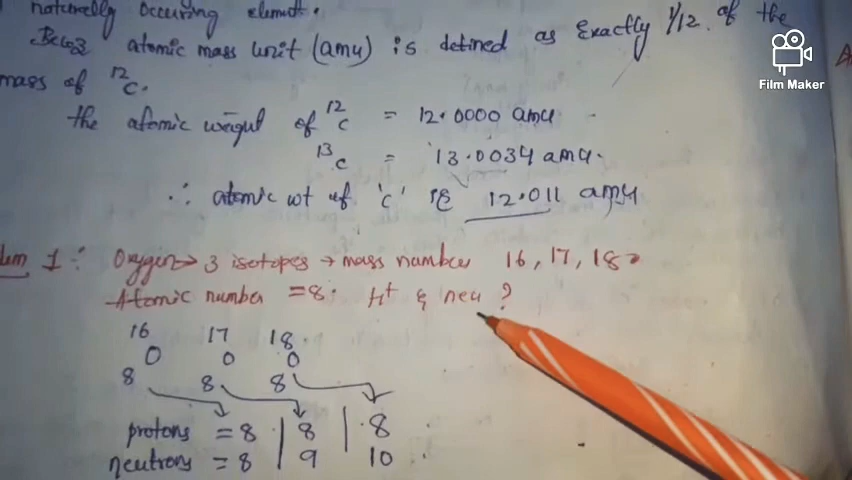 naturally occuring element.
atomic mass unit (amu) is defined as Exactly 1/12 of the
mass of ¹²C.
the atomic weight of ¹²C = 12.0000 amu
¹³C = 13.0034 amu.
∴ atomic wt of 'C' is 12.011 amu
1 :- Oxygen → 3 isotopes → mass number 16, 17, 18
Atomic number = 8. H⁺ & neu ?
16 17 18
O O O
8 8 8
protons = 8 | 8 | 8
neutrons = 8 | 9 | 10
Film Maker